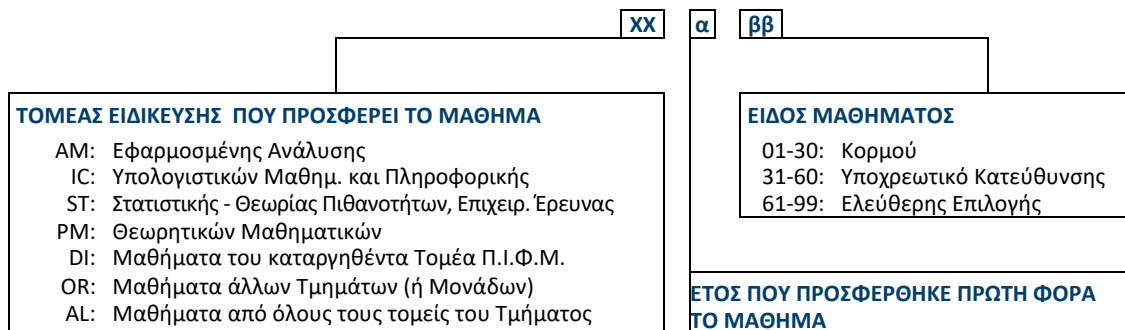 XX α ββ
ΤΟΜΕΑΣ ΕΙΔΙΚΕΥΣΗΣ ΠΟΥ ΠΡΟΣΦΕΡΕΙ ΤΟ ΜΑΘΗΜΑ
AM: Εφαρμοσμένης Ανάλυσης
IC: Υπολογιστικών Μαθημ. και Πληροφορικής
ST: Στατιστικής - Θεωρίας Πιθανοτήτων, Επιχειρ. Έρευνας
PM: Θεωρητικών Μαθηματικών
DI: Μαθήματα του καταργηθέντα Τομέα Π.Ι.Φ.Μ.
OR: Μαθήματα άλλων Τμημάτων (ή Μονάδων)
AL: Μαθήματα από όλους τους τομείς του Τμήματος
ΕΙΔΟΣ ΜΑΘΗΜΑΤΟΣ
01-30: Κορμού
31-60: Υποχρεωτικό Κατεύθυνσης
61-99: Ελεύθερης Επιλογής
ΕΤΟΣ ΠΟΥ ΠΡΟΣΦΕΡΘΗΚΕ ΠΡΩΤΗ ΦΟΡΑ
ΤΟ ΜΑΘΗΜΑ